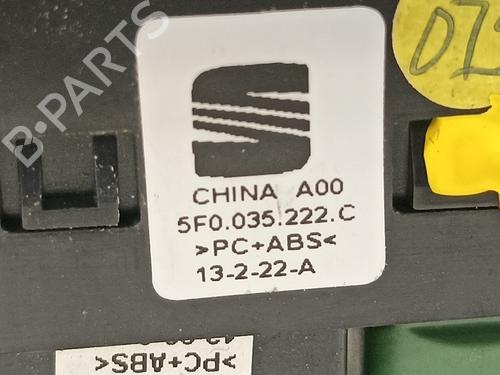 B-PARTS
CHINA A00
5F0.035.222.C
>PC+ABS<
13-2-22-A
>PC+ABS<